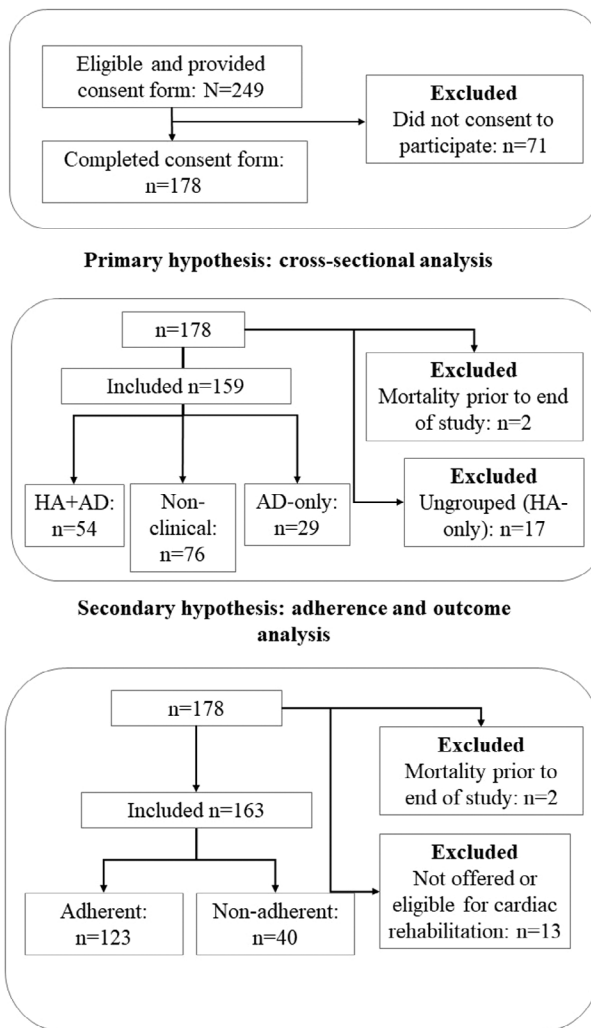 Eligible and provided
consent form: N=249
Excluded
Did not consent to
participate: n=71
Completed consent form:
n=178
Primary hypothesis: cross-sectional analysis
n=178
Included n=159
Excluded
Mortality prior to end
of study: n=2
HA+AD:
n=54
Non-
clinical:
n=76
AD-only:
n=29
Excluded
Ungrouped (HA-
only): n=17
Secondary hypothesis: adherence and outcome
analysis
n=178
Excluded
Mortality prior to
end of study: n=2
Included n=163
Excluded
Not offered or
eligible for cardiac
rehabilitation: n=13
Adherent:
n=123
Non-adherent:
n=40